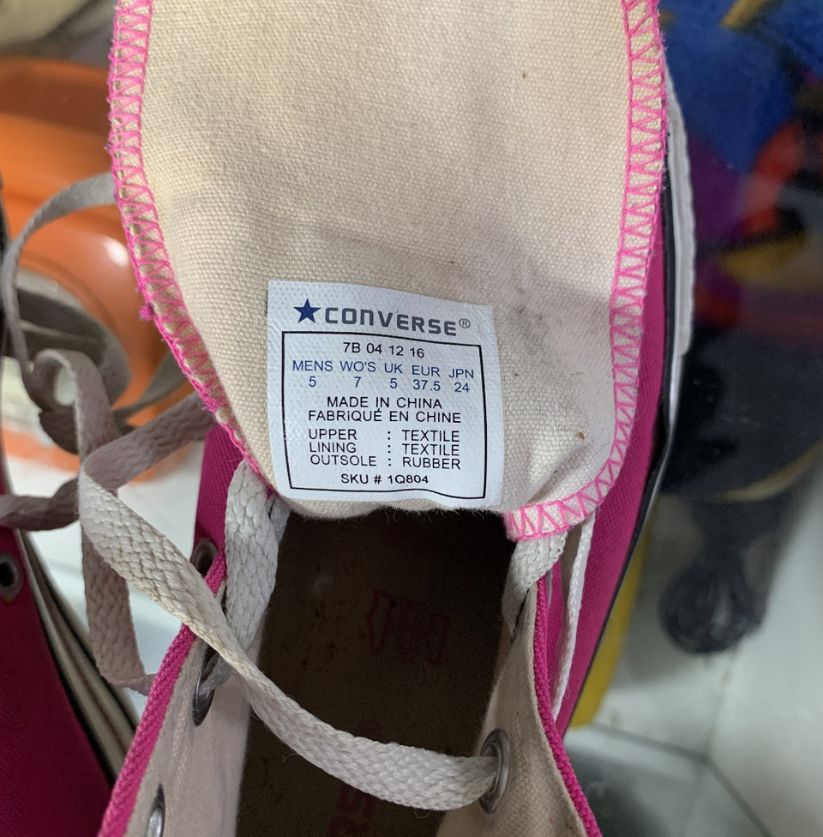 ★CONVERSE®
7B 04 12 16
MENS WO'S UK EUR JPN
5 7 5 37.5 24
MADE IN CHINA
FABRIQUÉ EN CHINE
UPPER : TEXTILE
LINING : TEXTILE
OUTSOLE : RUBBER
SKU # 1Q804